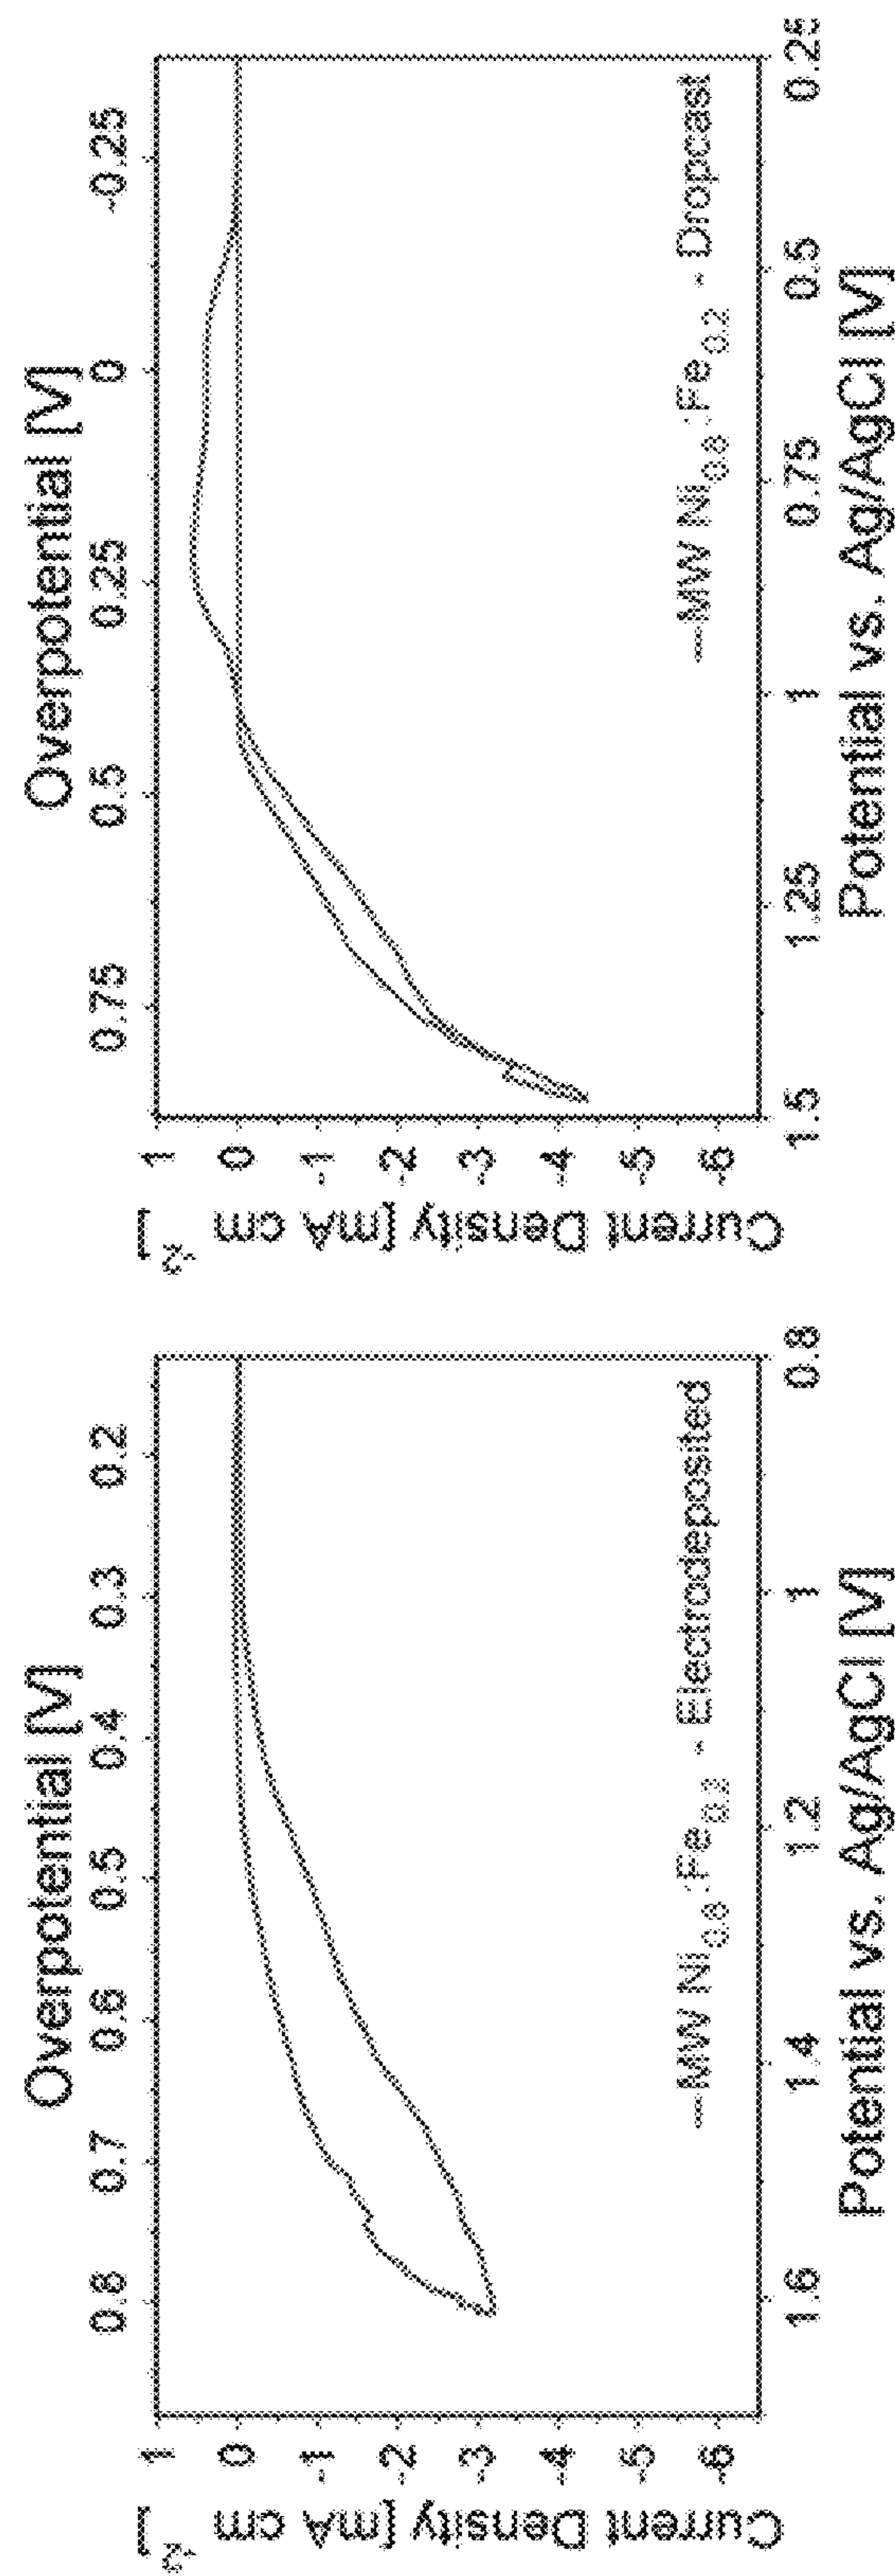 Overpotential [V]
0.8 0.7 0.6 0.5 0.4 0.3 0.2
1
0
-1
-2
-3
-4
-5
-6
Current Density [mA cm⁻²]
MW Ni0.8:Fe0.2 - Electrodeposited
1.6 1.4 1.2 1 0.8
Potential vs. Ag/AgCl [V]
Overpotential [V]
0.75 0.5 0.25 0 -0.25
1
0
-1
-2
-3
-4
-5
-6
Current Density [mA cm⁻²]
MW Ni0.8:Fe0.2 - Dropcast
1.5 1.25 1 0.75 0.5 0.25
Potential vs. Ag/AgCl [V]